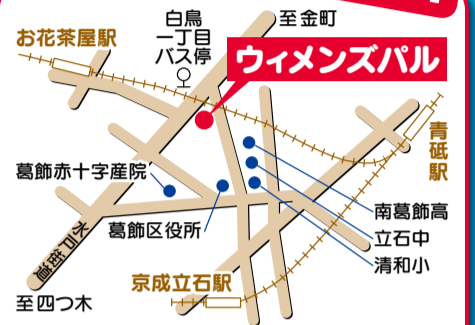 お花茶屋駅
白鳥
一丁目
バス停
至金町
ウィメンズパル
青砥駅
葛飾赤十字産院
葛飾区役所
南葛飾高
立石中
清和小
水戸街道
京成立石駅
至四つ木